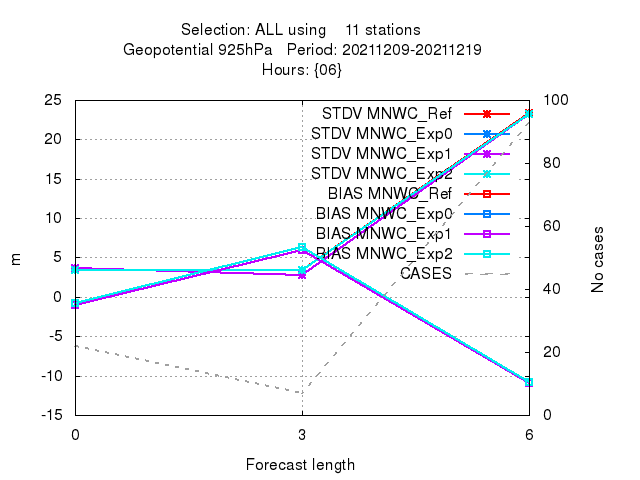 Selection: ALL using 11 stations
Geopotential 925hPa Period: 20211209-20211219
Hours: {06}
25
20
15
10
5
0
-5
-10
-15
100
80
60
40
20
0
0
3
6
m
No cases
Forecast length
STDV MNWC_Ref
STDV MNWC_Exp0
STDV MNWC_Exp1
STDV MNWC_Exp2
BIAS MNWC_Ref
BIAS MNWC_Exp0
BIAS MNWC_Exp1
BIAS MNWC_Exp2
CASES